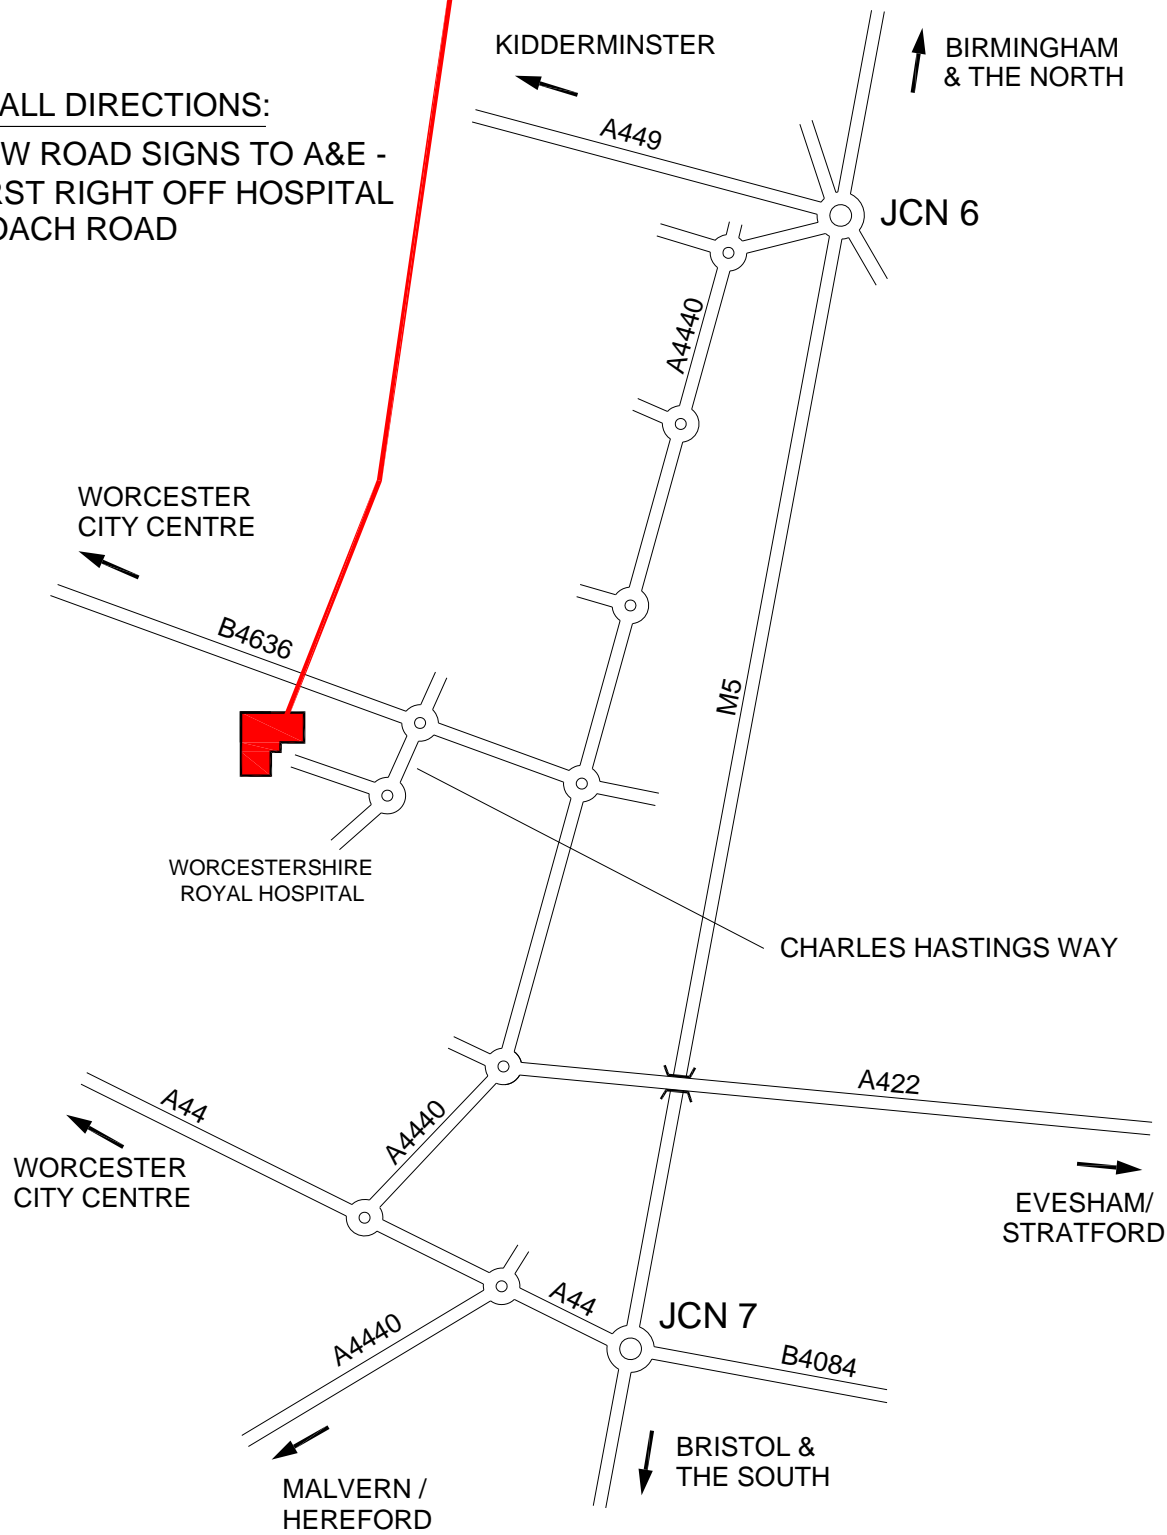 KIDDERMINSTER
BIRMINGHAM
& THE NORTH
ALL DIRECTIONS:
W ROAD SIGNS TO A&E -
RST RIGHT OFF HOSPITAL
OACH ROAD
A449
JCN 6
A4440
WORCESTER
CITY CENTRE
B4636
M5
WORCESTERSHIRE
ROYAL HOSPITAL
CHARLES HASTINGS WAY
A422
A44
A4440
WORCESTER
CITY CENTRE
EVESHAM/
STRATFORD
A44
JCN 7
A4440
B4084
BRISTOL &
THE SOUTH
MALVERN /
HEREFORD